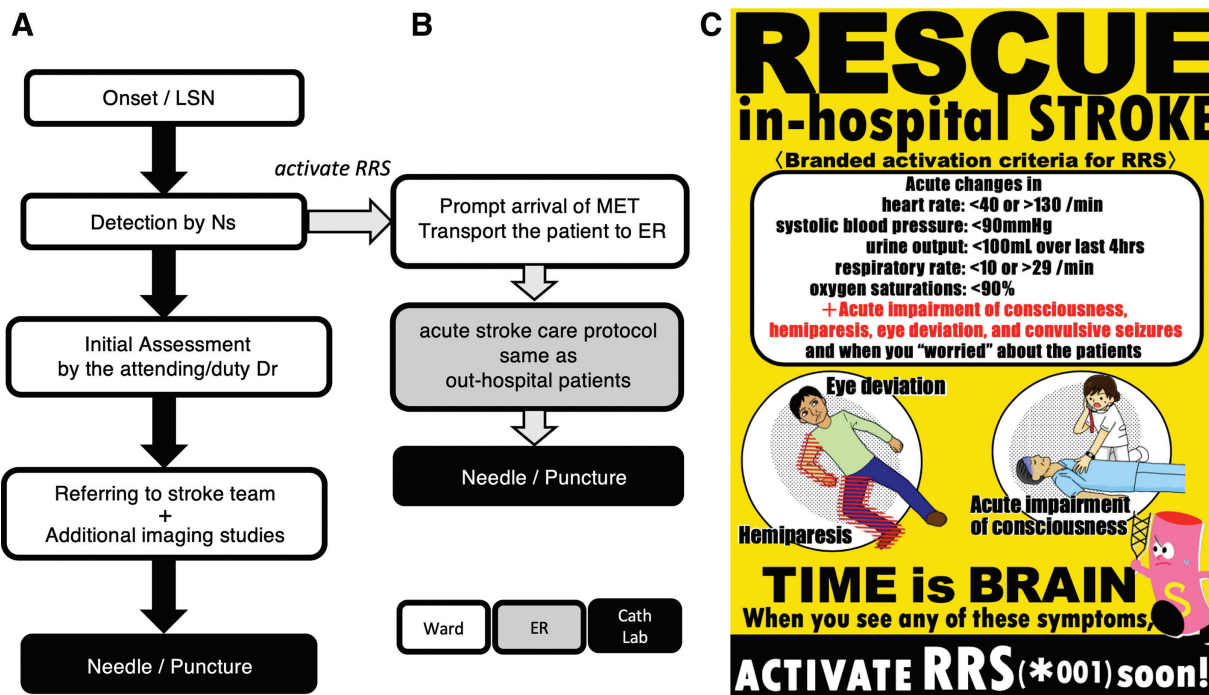 A
Onset / LSN
Detection by Ns
Initial Assessment
by the attending/duty Dr
Referring to stroke team
+
Additional imaging studies
Needle / Puncture
activate RRS
B
Prompt arrival of MET
Transport the patient to ER
acute stroke care protocol
same as
out-hospital patients
Needle / Puncture
Ward
ER
Cath
Lab
C
RESCUE
in-hospital STROKE
〈Branded activation criteria for RRS〉
Acute changes in
heart rate: <40 or >130 /min
systolic blood pressure: <90mmHg
urine output: <100mL over last 4hrs
respiratory rate: <10 or >29 /min
oxygen saturations: <90%
+Acute impairment of consciousness,
hemiparesis, eye deviation, and convulsive seizures
and when you “worried” about the patients
Eye deviation
Hemiparesis
Acute impairment
of consciousness
S
TIME is BRAIN
When you see any of these symptoms,
ACTIVATE RRS(*001) soon!